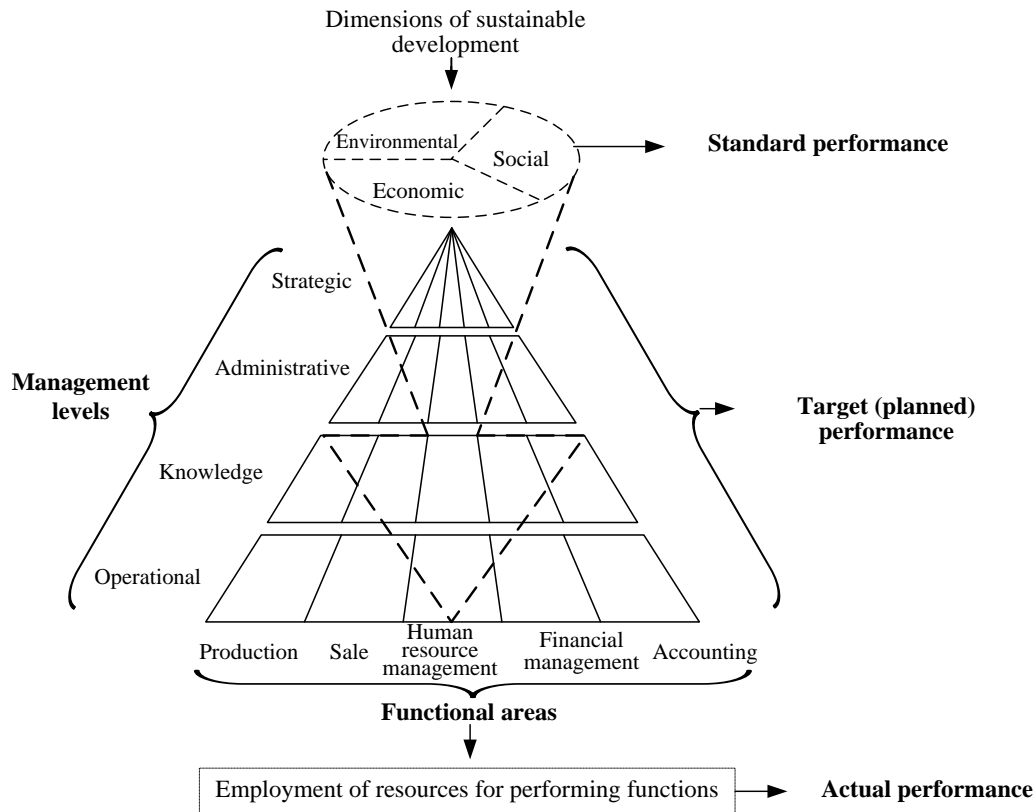 Dimensions of sustainable
development
Environmental
Social
Economic
Standard performance
Strategic
Administrative
Management
levels
Target (planned)
performance
Knowledge
Operational
Production
Sale
Human
resource
management
Financial
management
Accounting
Functional areas
Employment of resources for performing functions
Actual performance